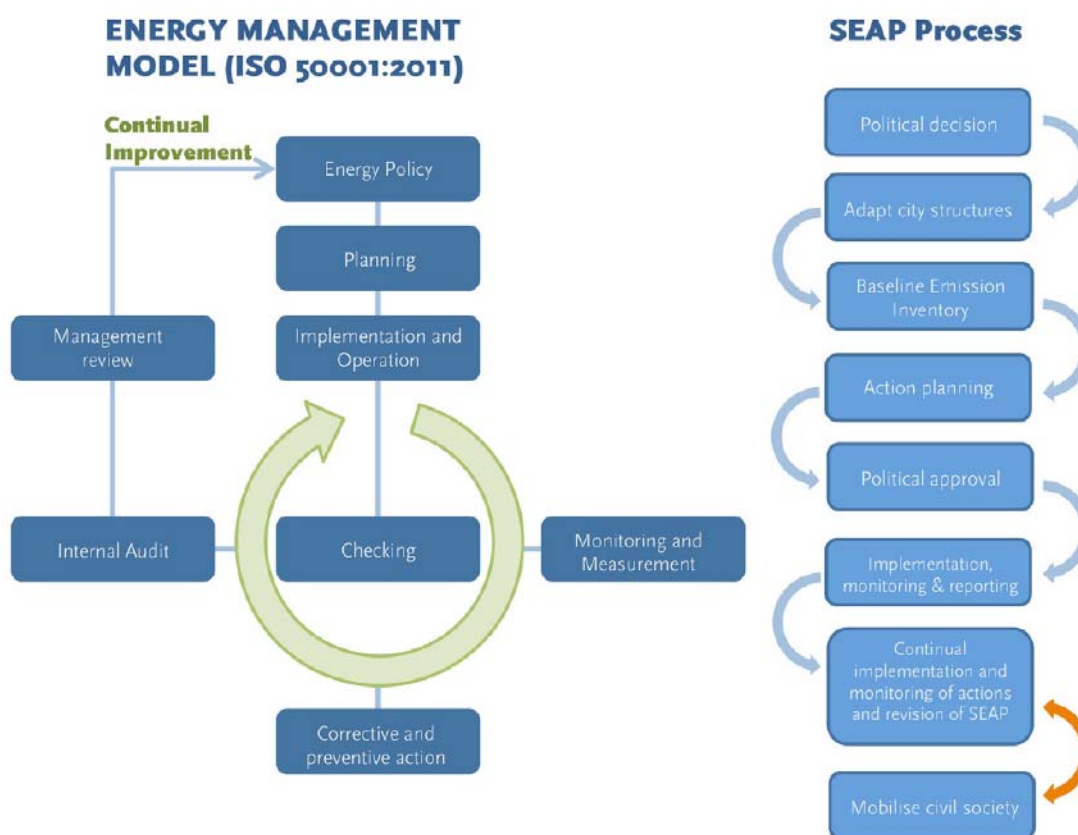 ENERGY MANAGEMENT
MODEL (ISO 50001:2011)
Continual
Improvement
Energy Policy
Planning
Management
review
Implementation and
Operation
Internal Audit
Checking
Monitoring and
Measurement
Corrective and
preventive action
SEAP Process
Political decision
Adapt city structures
Baseline Emission
Inventory
Action planning
Political approval
Implementation,
monitoring & reporting
Continual
implementation and
monitoring of actions
and revision of SEAP
Mobilise civil society